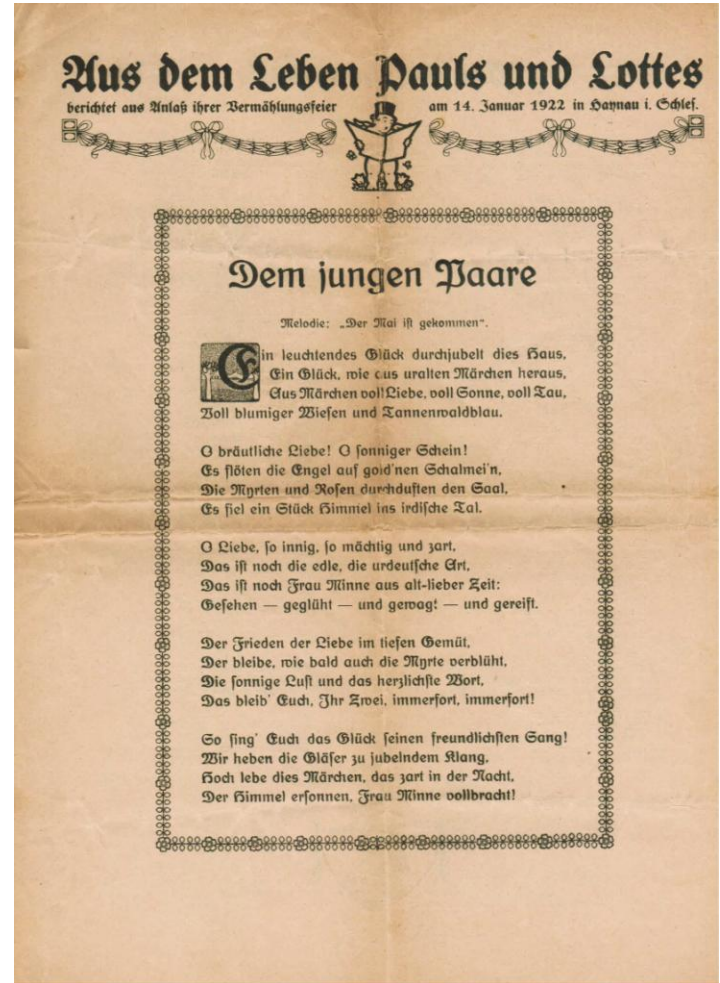 Aus dem Leben Pauls und Lottes
berichtet aus Anlaß ihrer Vermählungsfeier am 14. Januar 1922 in Haynau i. Schles.
Dem jungen Paare
Melodie: „Der Mai ist gekommen“.
Ein leuchtendes Glück durchjubelt dies Haus,
Ein Glück, wie aus uralten Märchen heraus,
Aus Märchen voll Liebe, voll Sonne, voll Tau,
Voll blumiger Wiesen und Tannenwaldblau.
O bräutliche Liebe! O sonniger Schein!
Es flöten die Engel auf gold'nen Schalmei'n,
Die Myrten und Rosen durchduften den Saal,
Es fiel ein Stück Himmel ins irdische Tal.
O Liebe, so innig, so mächtig und zart,
Das ist noch die edle, die urdeutsche Art,
Das ist noch Frau Minne aus alt-lieber Zeit:
Gesehen — geglüht — und gewagt — und gereift.
Der Frieden der Liebe im tiefen Gemüt,
Der bleibe, wie bald auch die Myrte verblüht,
Die sonnige Lust und das herzlichste Wort,
Das bleib' Euch, Ihr Zwei, immerfort, immerfort!
So sing' Euch das Glück seinen freundlichsten Sang!
Wir heben die Gläser zu jubelndem Klang,
Hoch lebe dies Märchen, das zart in der Nacht,
Der Himmel ersonnen, Frau Minne vollbracht!